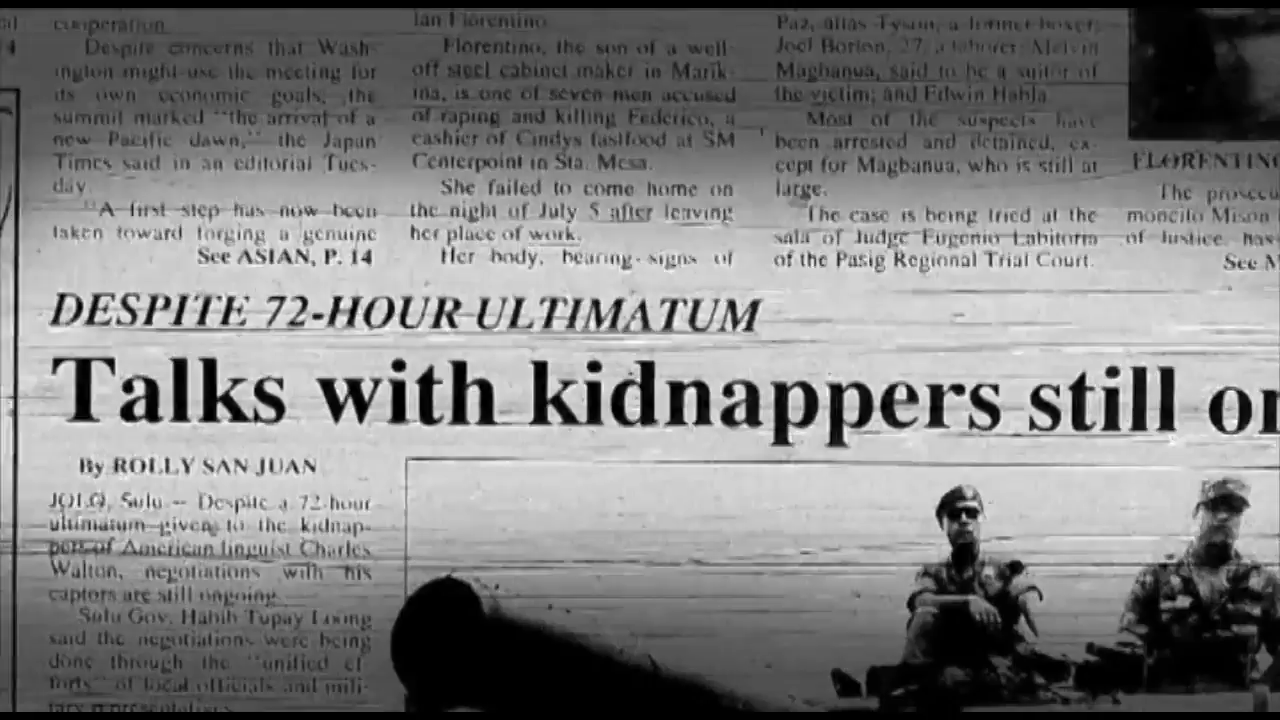 cooperation.
Despite concerns that Wash-
ington might use the meeting for
its own economic goals, the
summit marked "the arrival of a
new Pacific dawn," the Japan
Times said in an editorial Tues-
day.
"A first step has now been
taken toward forging a genuine
See ASIAN, P. 14
Ian Florentino.
Florentino, the son of a well-
off steel cabinet maker in Marik-
ina, is one of seven men accused
of raping and killing Federico, a
cashier of Cindys fastfood at SM
Centerpoint in Sta. Mesa.
She failed to come home on
the night of July 5 after leaving
her place of work.
Her body, bearing signs of
Paz, alias Tyson, a former boxer;
Joel Borlon, 27, a laborer; Melvin
Magbanua, said to be a suitor of
the victim; and Edwin Habla.
Most of the suspects have
been arrested and detained, ex-
cept for Magbanua, who is still at
large.
The case is being tried at the
sala of Judge Eugenio Labitoria
of the Pasig Regional Trial Court.
FLORENTINO
The prosecu
moncito Mison
of Justice, has
See M
DESPITE 72-HOUR ULTIMATUM
Talks with kidnappers still on
By ROLLY SAN JUAN
JOLO, Sulu -- Despite a 72-hour
ultimatum given to the kidnap-
pers of American linguist Charles
Walton, negotiations with his
captors are still ongoing.
Sulu Gov. Habib Tupay Loong
said the negotiations were being
done through the "unified ef
forts" of local officials and mili-
tary representatives.